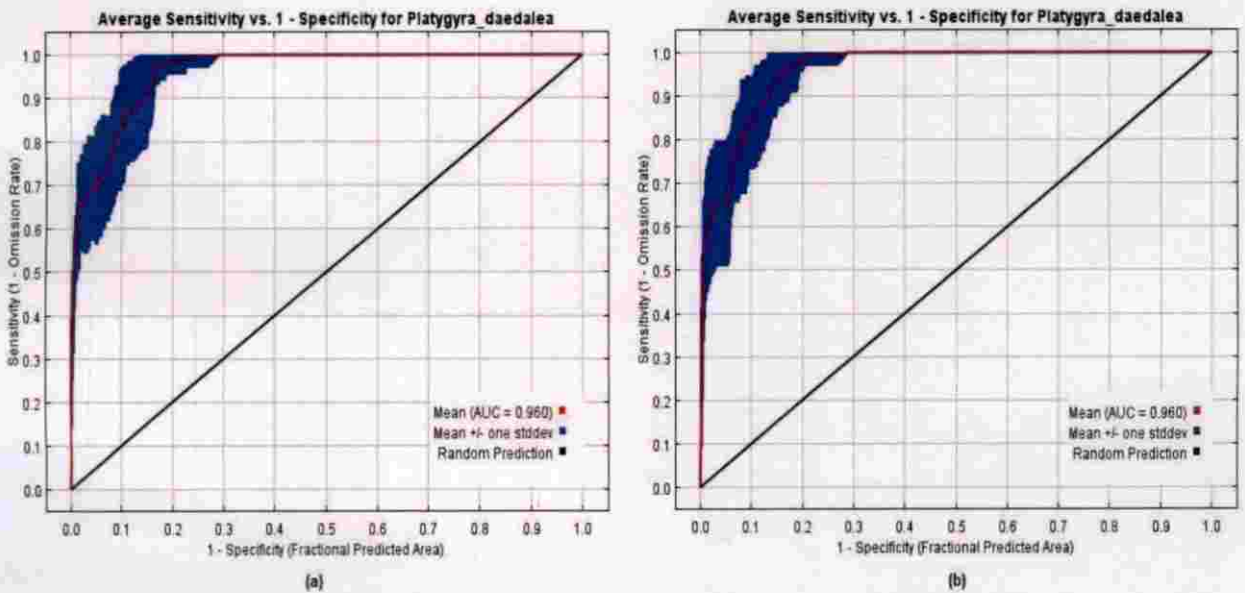 Average Sensitivity vs. 1 - Specificity for Platygyra_daedalea
Sensitivity (1 - Omission Rate)
1.0
0.9
0.8
0.7
0.6
0.5
0.4
0.3
0.2
0.1
0.0
Mean (AUC = 0.960)
Mean +/- one stddev
Random Prediction
0.0 0.1 0.2 0.3 0.4 0.5 0.6 0.7 0.8 0.9 1.0
1 - Specificity (Fractional Predicted Area)
(a)
Average Sensitivity vs. 1 - Specificity for Platygyra_daedalea
Sensitivity (1 - Omission Rate)
1.0
0.9
0.8
0.7
0.6
0.5
0.4
0.3
0.2
0.1
0.0
Mean (AUC = 0.960)
Mean +/- one stddev
Random Prediction
0.0 0.1 0.2 0.3 0.4 0.5 0.6 0.7 0.8 0.9 1.0
1 - Specificity (Fractional Predicted Area)
(b)